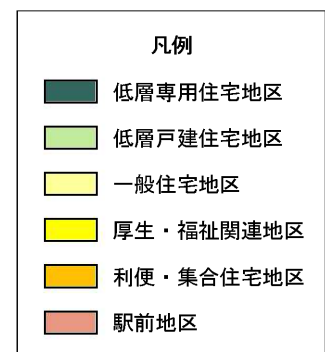 凡例
低層専用住宅地区
低層戸建住宅地区
一般住宅地区
厚生・福祉関連地区
利便・集合住宅地区
駅前地区